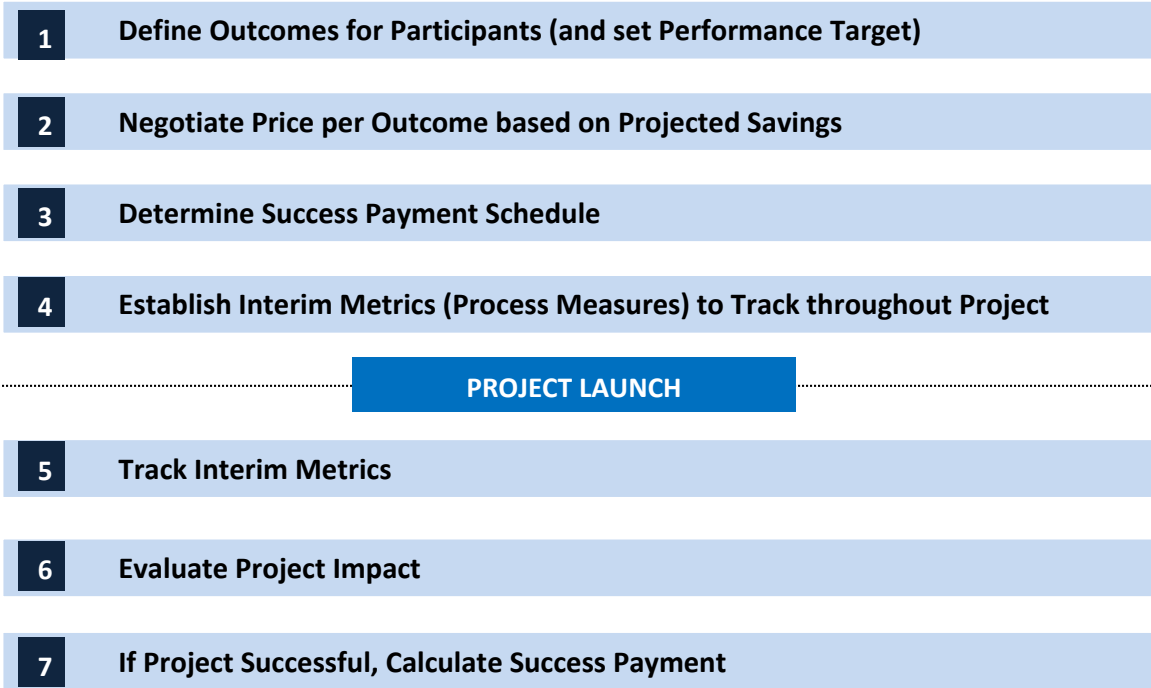 1 Define Outcomes for Participants (and set Performance Target)
2 Negotiate Price per Outcome based on Projected Savings
3 Determine Success Payment Schedule
4 Establish Interim Metrics (Process Measures) to Track throughout Project
PROJECT LAUNCH
5 Track Interim Metrics
6 Evaluate Project Impact
7 If Project Successful, Calculate Success Payment